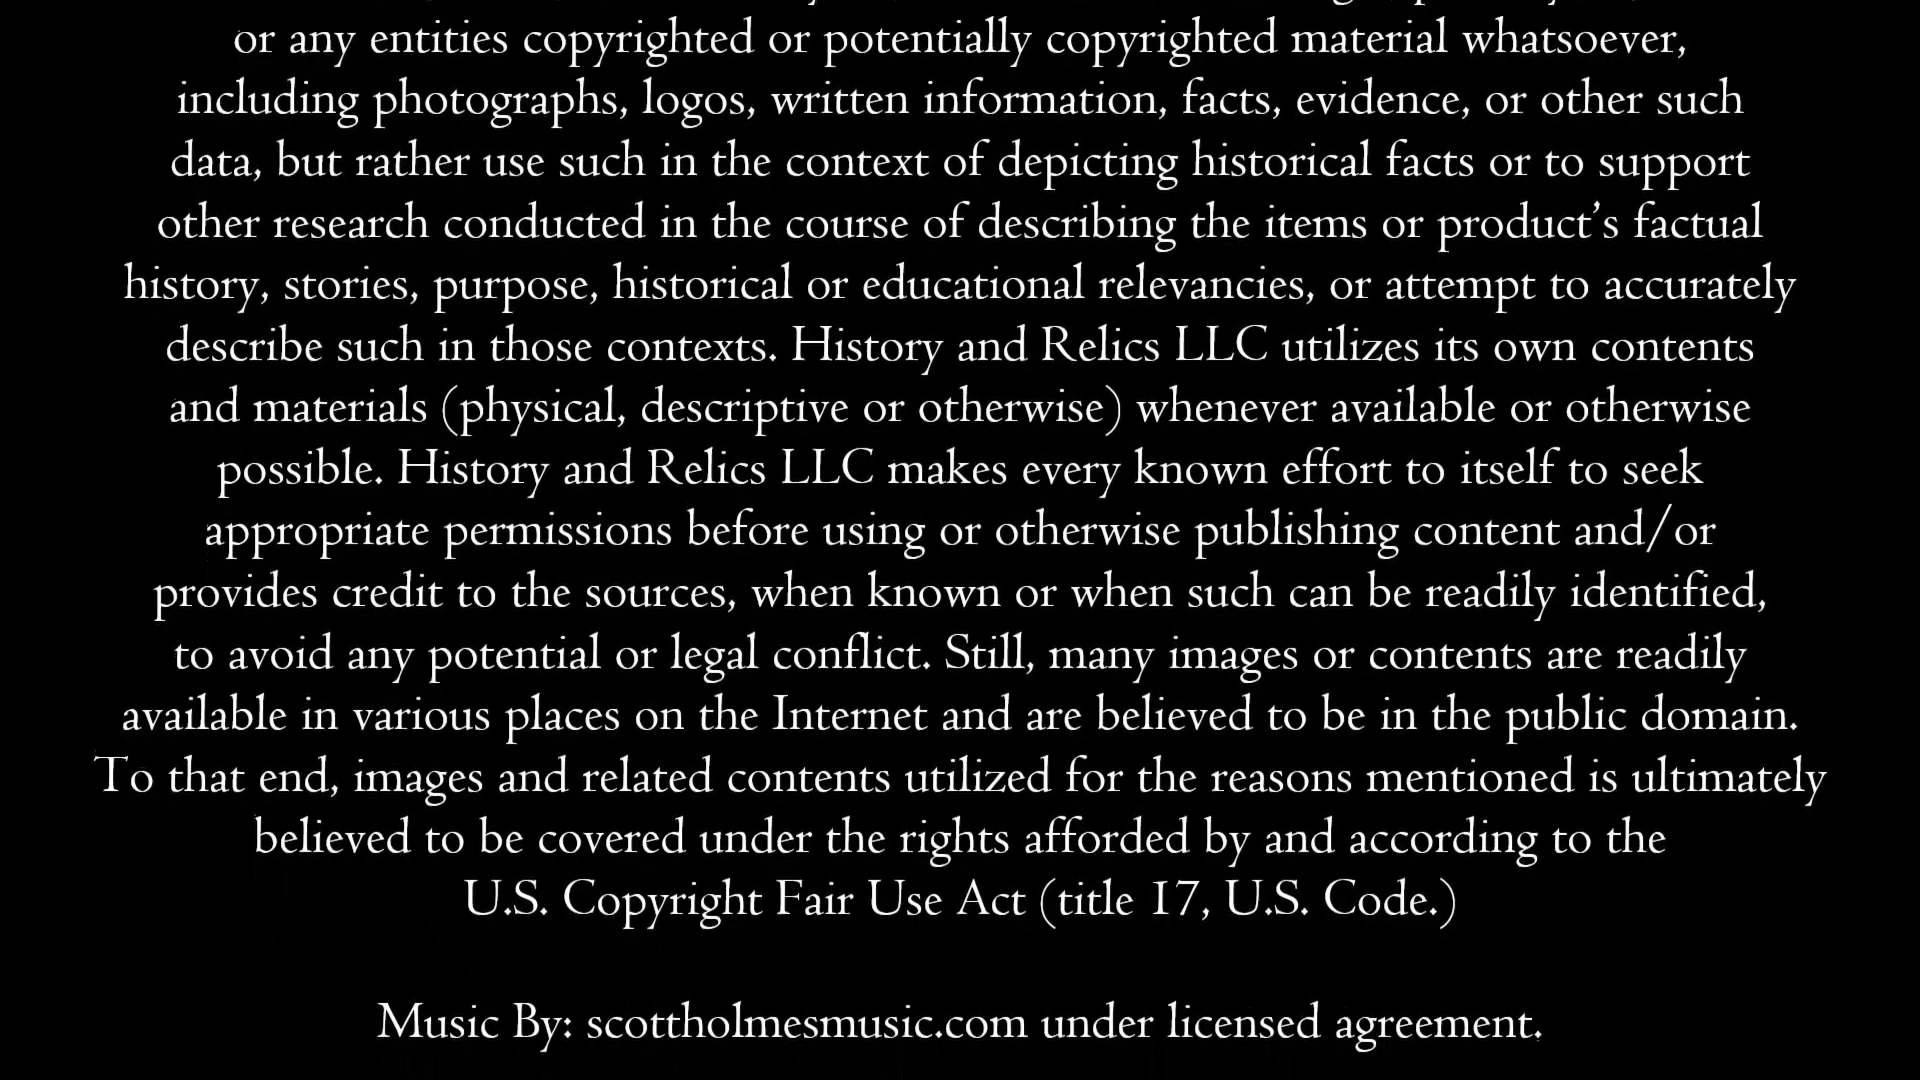 or any entities copyrighted or potentially copyrighted material whatsoever,
including photographs, logos, written information, facts, evidence, or other such
data, but rather use such in the context of depicting historical facts or to support
other research conducted in the course of describing the items or product’s factual
history, stories, purpose, historical or educational relevancies, or attempt to accurately
describe such in those contexts. History and Relics LLC utilizes its own contents
and materials (physical, descriptive or otherwise) whenever available or otherwise
possible. History and Relics LLC makes every known effort to itself to seek
appropriate permissions before using or otherwise publishing content and/or
provides credit to the sources, when known or when such can be readily identified,
to avoid any potential or legal conflict. Still, many images or contents are readily
available in various places on the Internet and are believed to be in the public domain.
To that end, images and related contents utilized for the reasons mentioned is ultimately
believed to be covered under the rights afforded by and according to the
U.S. Copyright Fair Use Act (title 17, U.S. Code.)
Music By: scottholmesmusic.com under licensed agreement.